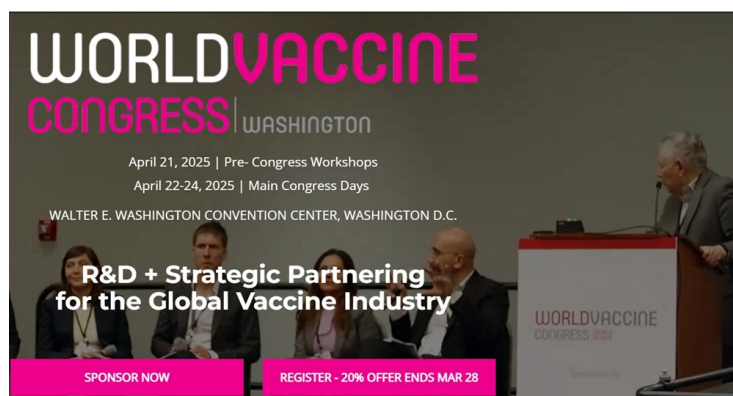 WORLDVACCINE
CONGRESS | WASHINGTON
April 21, 2025 | Pre- Congress Workshops
April 22-24, 2025 | Main Congress Days
WALTER E. WASHINGTON CONVENTION CENTER, WASHINGTON D.C.
R&D + Strategic Partnering
for the Global Vaccine Industry
WORLDVACCINE
CONGRESS
SPONSOR NOW
REGISTER - 20% OFFER ENDS MAR 28